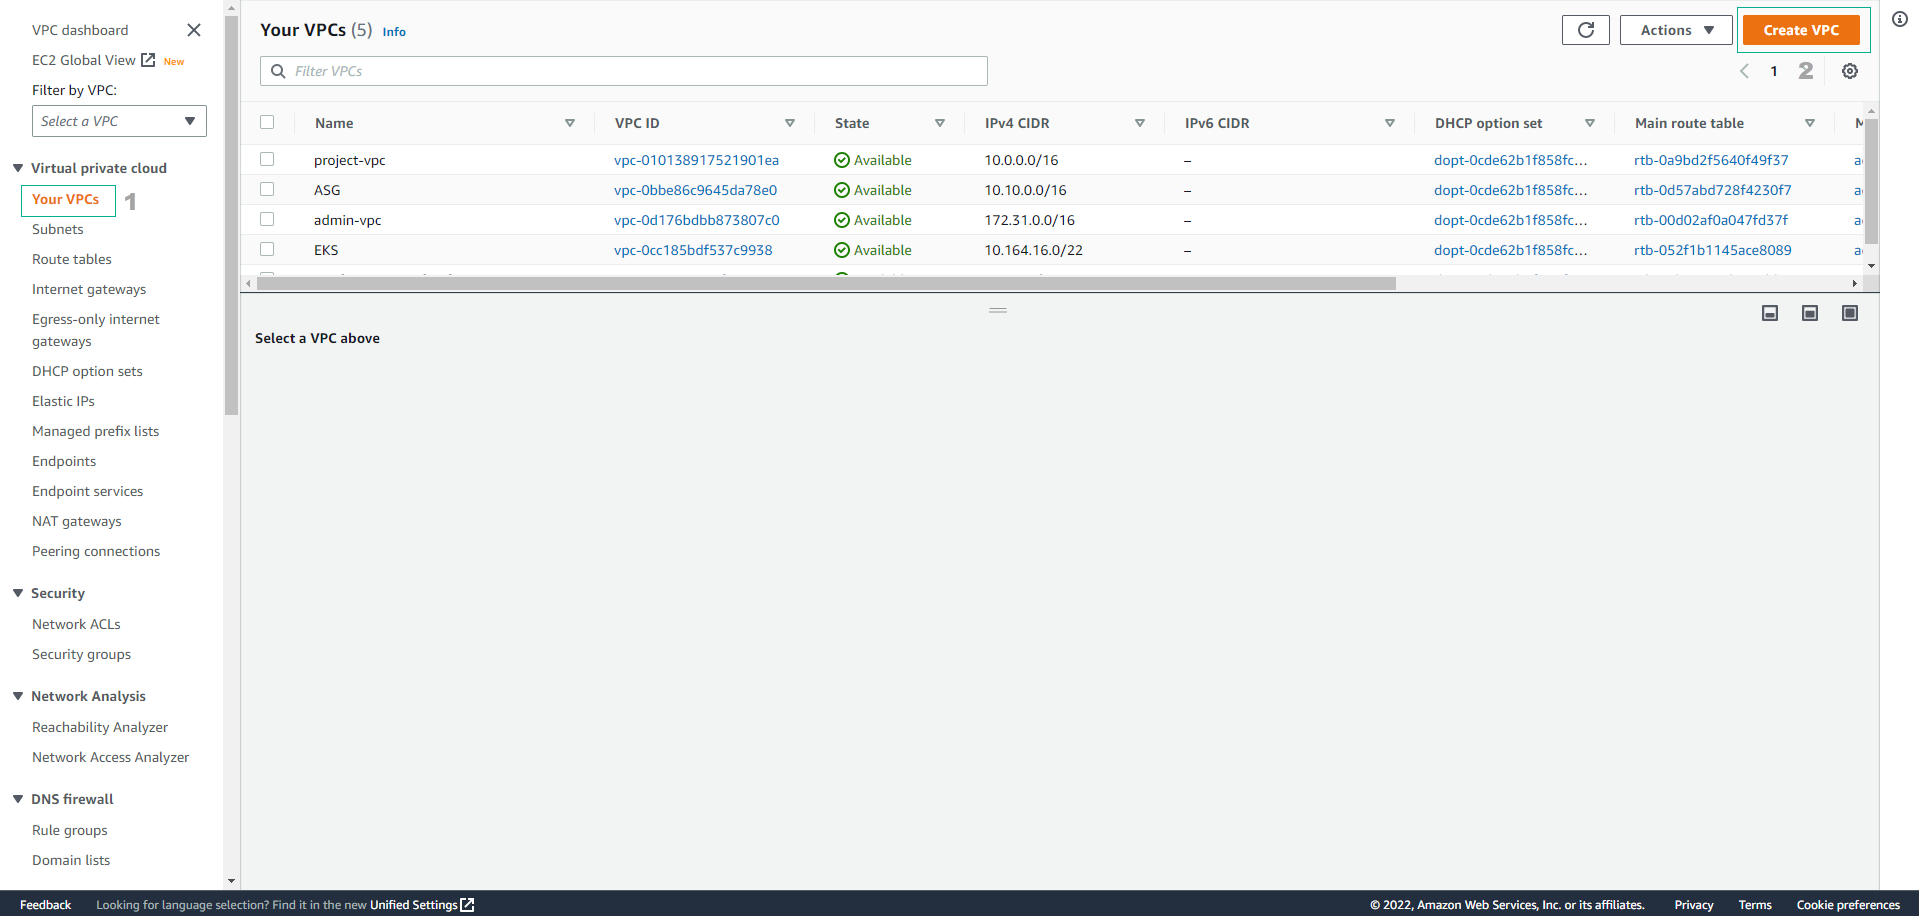 VPC dashboard
EC2 Global View New
Filter by VPC:
Select a VPC
Virtual private cloud
Your VPCs 1
Subnets
Route tables
Internet gateways
Egress-only internet
gateways
DHCP option sets
Elastic IPs
Managed prefix lists
Endpoints
Endpoint services
NAT gateways
Peering connections
Security
Network ACLs
Security groups
Network Analysis
Reachability Analyzer
Network Access Analyzer
DNS firewall
Rule groups
Domain lists
Your VPCs (5) Info
Actions
Create VPC
Filter VPCs
1 2
Name VPC ID State IPv4 CIDR IPv6 CIDR DHCP option set Main route table
project-vpc vpc-010138917521901ea Available 10.0.0.0/16 – dopt-0cde62b1f858fc... rtb-0a9bd2f5640f49f37
ASG vpc-0bbe86c9645da78e0 Available 10.10.0.0/16 – dopt-0cde62b1f858fc... rtb-0d57abd728f4230f7
admin-vpc vpc-0d176bdbb873807c0 Available 172.31.0.0/16 – dopt-0cde62b1f858fc... rtb-00d02af0a047fd37f
EKS vpc-0cc185bdf537c9938 Available 10.164.16.0/22 – dopt-0cde62b1f858fc... rtb-052f1b1145ace8089
Select a VPC above
Feedback Looking for language selection? Find it in the new Unified Settings © 2022, Amazon Web Services, Inc. or its affiliates. Privacy Terms Cookie preferences